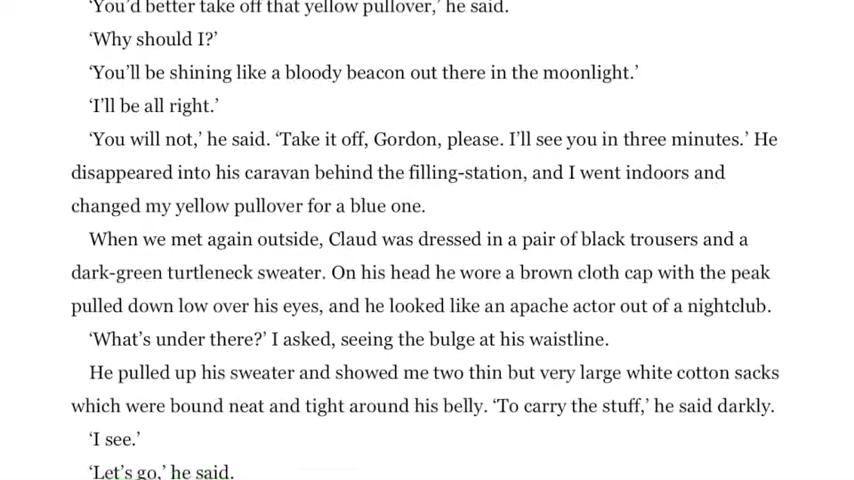 ‘You’d better take off that yellow pullover,’ he said.
‘Why should I?’
‘You’ll be shining like a bloody beacon out there in the moonlight.’
‘I’ll be all right.’
‘You will not,’ he said. ‘Take it off, Gordon, please. I’ll see you in three minutes.’ He
disappeared into his caravan behind the filling-station, and I went indoors and
changed my yellow pullover for a blue one.
When we met again outside, Claud was dressed in a pair of black trousers and a
dark-green turtleneck sweater. On his head he wore a brown cloth cap with the peak
pulled down low over his eyes, and he looked like an apache actor out of a nightclub.
‘What’s under there?’ I asked, seeing the bulge at his waistline.
He pulled up his sweater and showed me two thin but very large white cotton sacks
which were bound neat and tight around his belly. ‘To carry the stuff,’ he said darkly.
‘I see.’
‘Let’s go,’ he said.